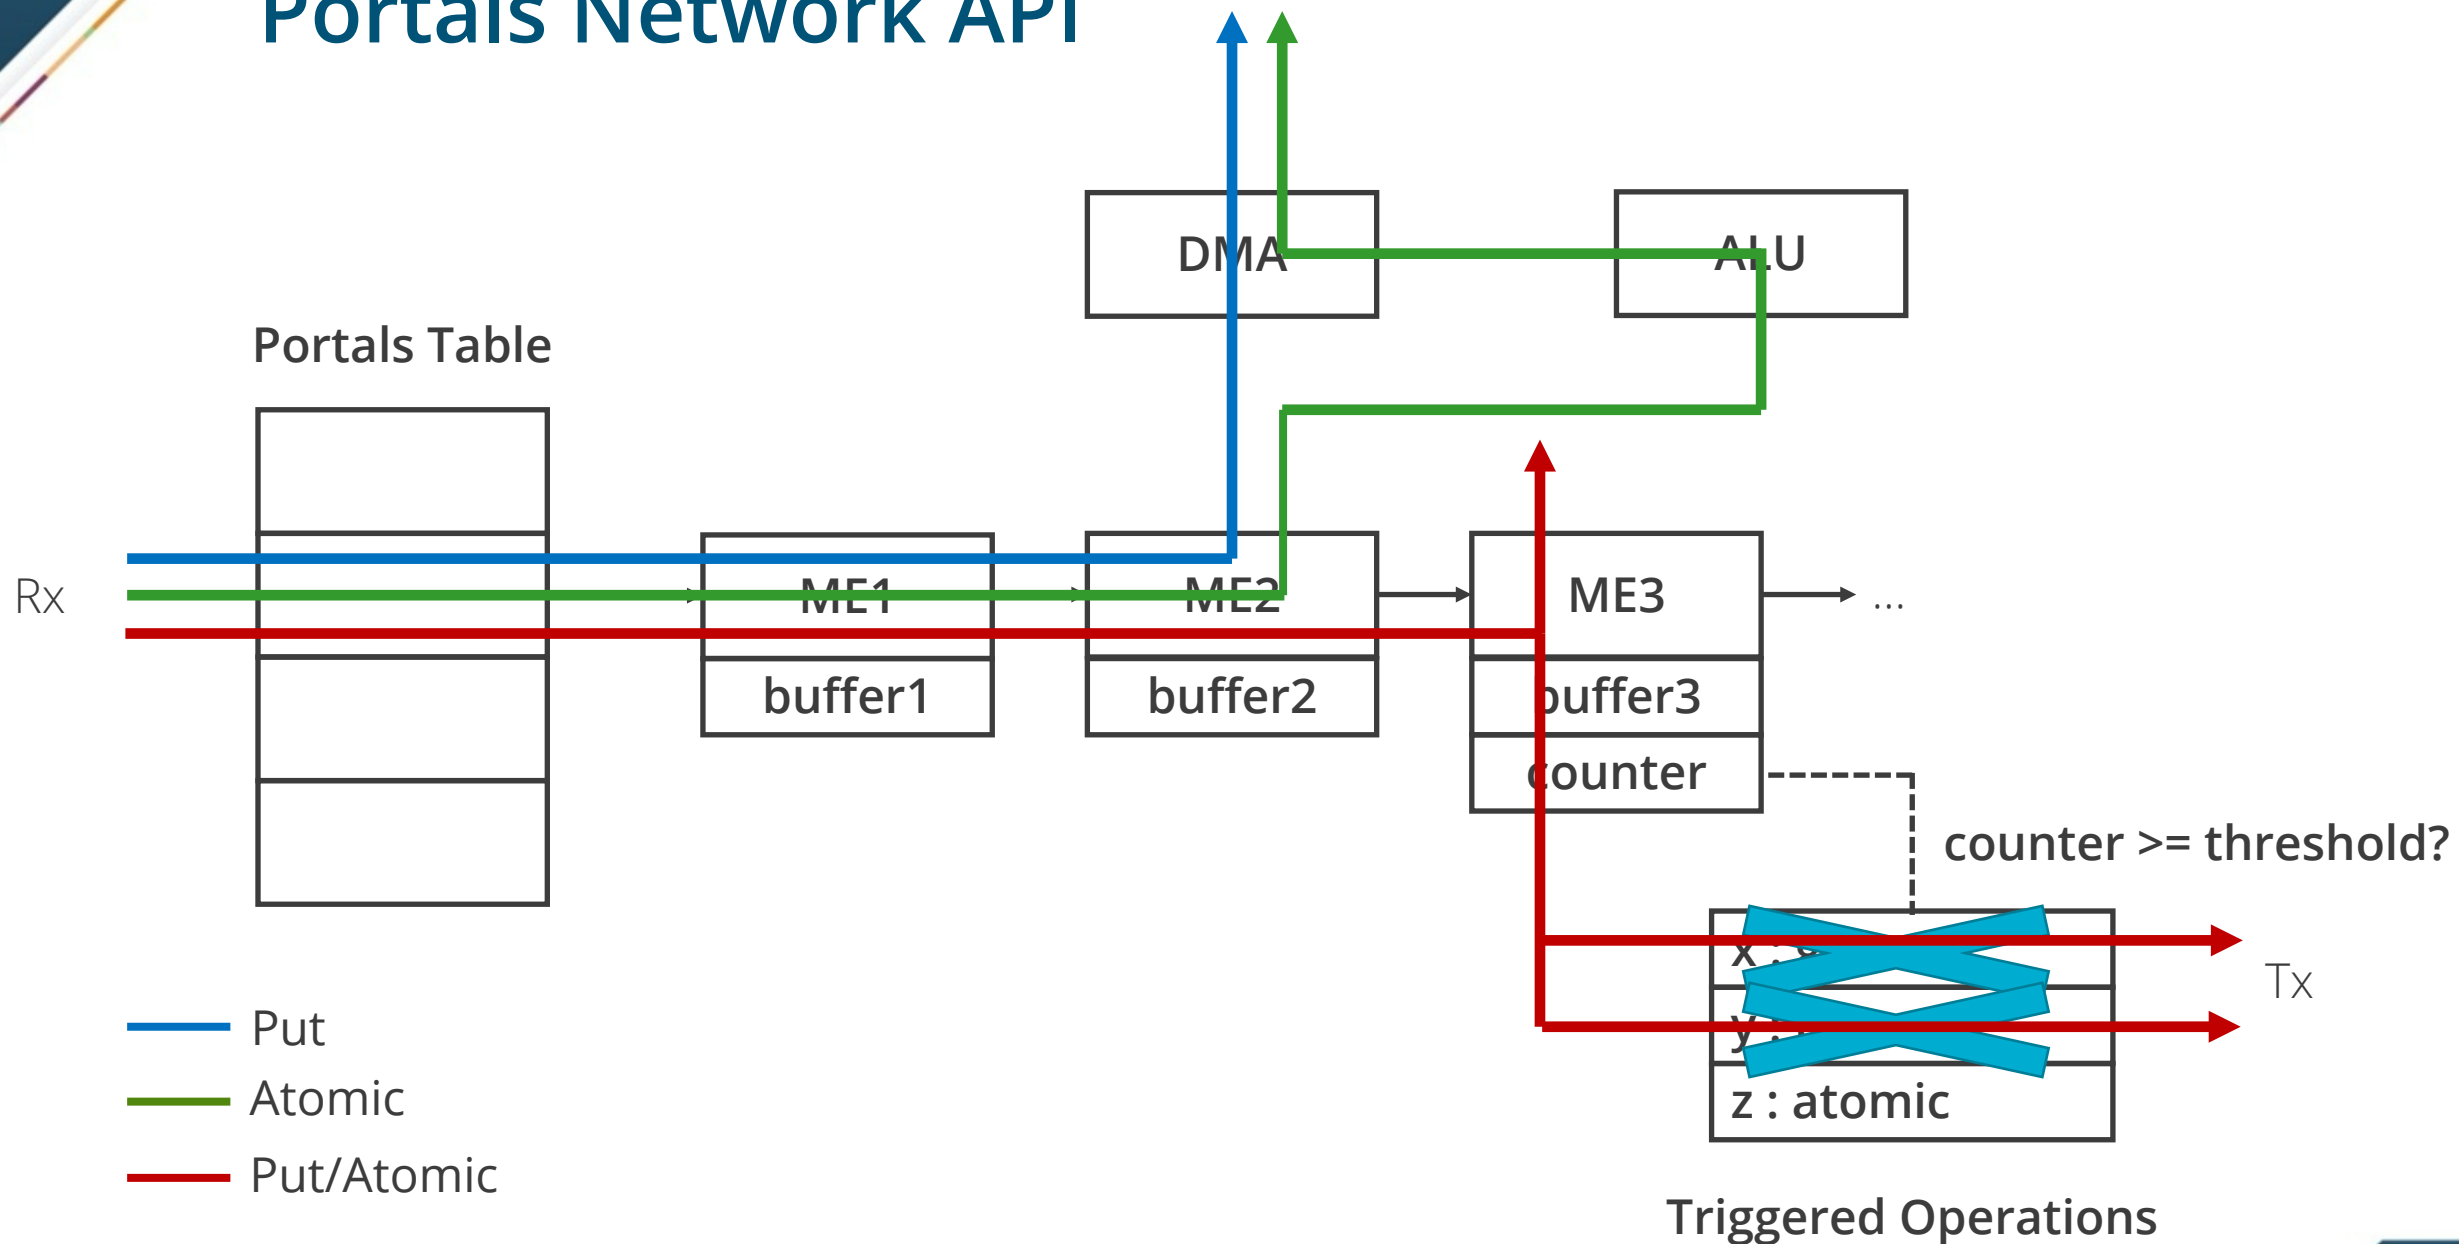 Portals Network API
DMA
ALU
Portals Table
Rx
ME1
ME2
ME3
...
buffer1
buffer2
buffer3
counter
counter >= threshold?
x :
y :
Tx
z : atomic
Put
Atomic
Put/Atomic
Triggered Operations